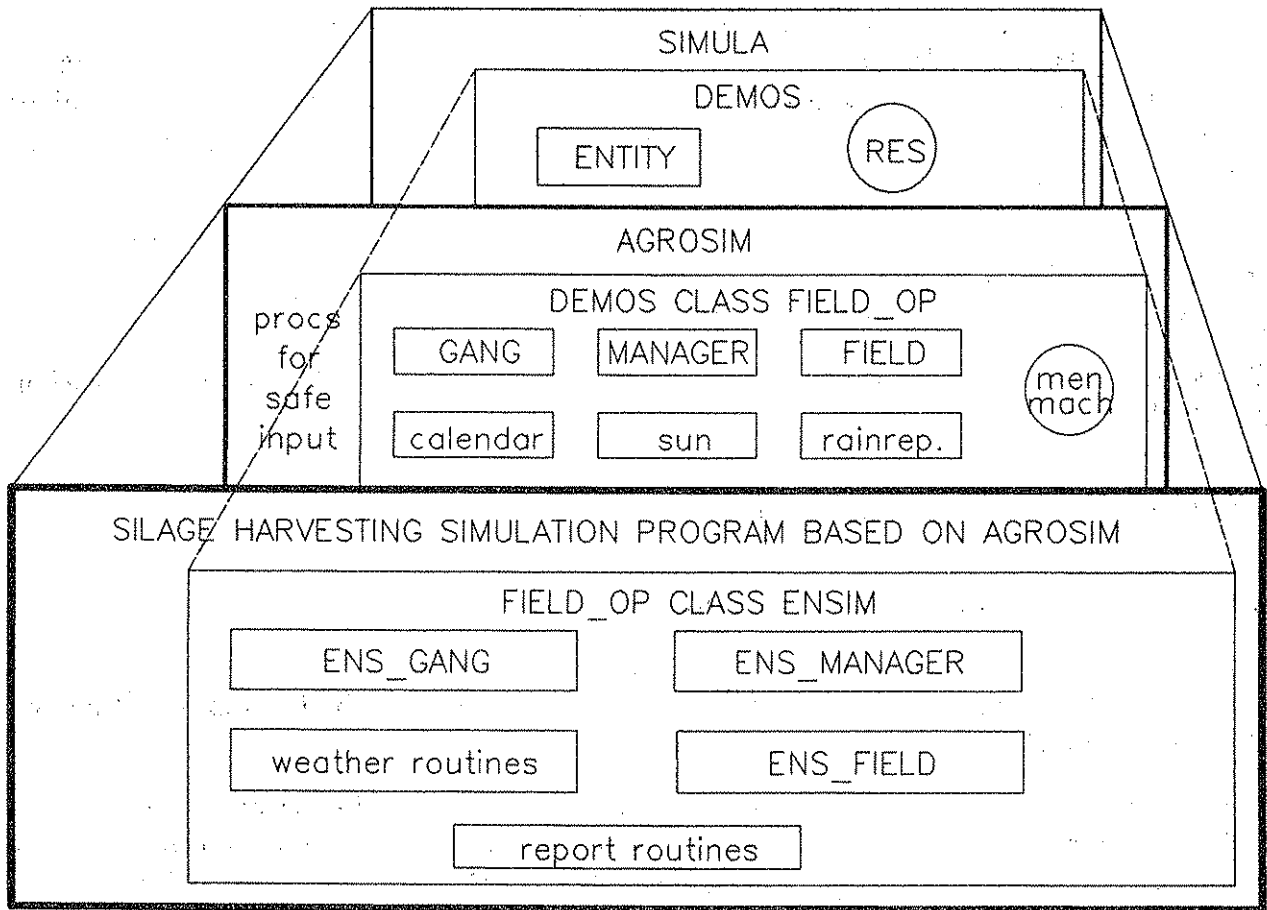 SIMULA
DEMOS
ENTITY
RES
AGROSIM
procs
for
safe
input
DEMOS CLASS FIELD_OP
GANG
MANAGER
FIELD
men
mach
calendar
sun
rainrep.
SILAGE HARVESTING SIMULATION PROGRAM BASED ON AGROSIM
FIELD_OP CLASS ENSIM
ENS_GANG
ENS_MANAGER
weather routines
ENS_FIELD
report routines